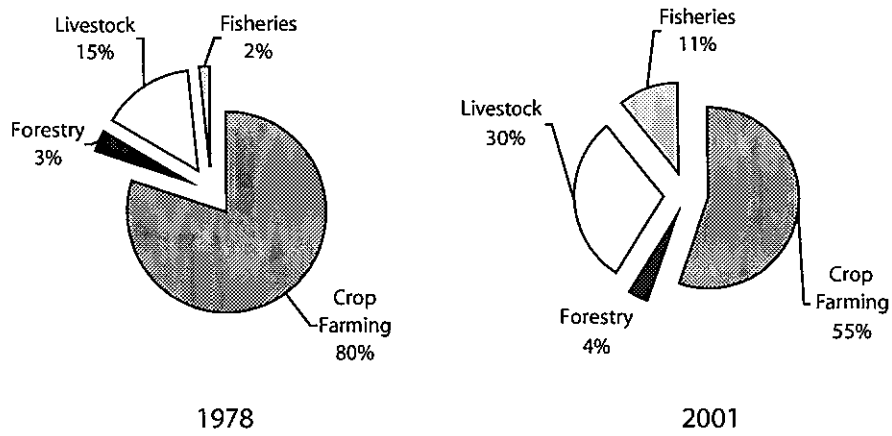 Livestock
15%
Fisheries
2%
Forestry
3%
Crop
Farming
80%
1978
Fisheries
11%
Livestock
30%
Forestry
4%
Crop
Farming
55%
2001